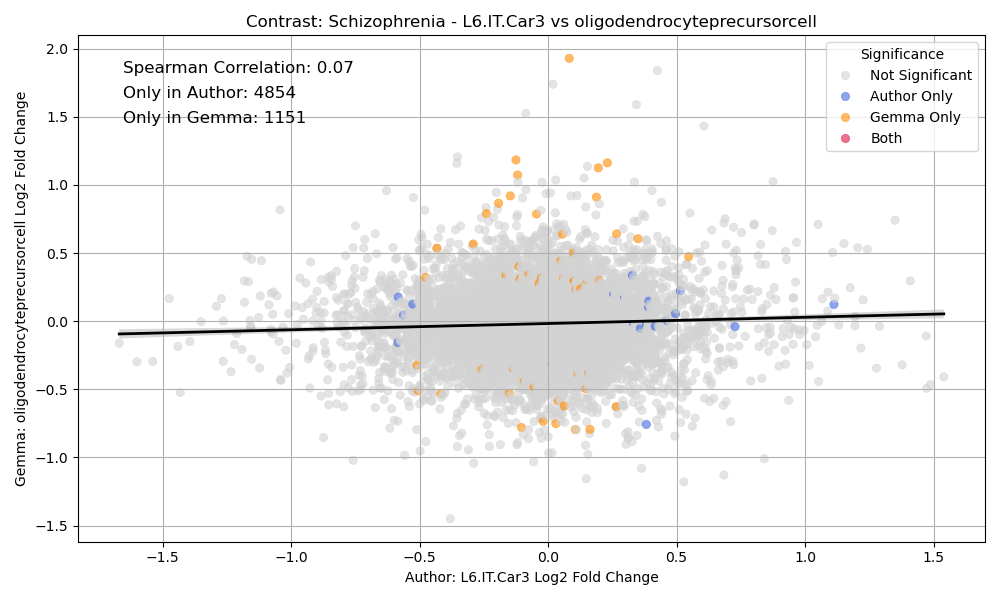 Contrast: Schizophrenia - L6.IT.Car3 vs oligodendrocyteprecursorcell
Spearman Correlation: 0.07
Only in Author: 4854
Only in Gemma: 1151
Significance
Not Significant
Author Only
Gemma Only
Both
Gemma: oligodendrocyteprecursorcell Log2 Fold Change
2.0
1.5
1.0
0.5
0.0
−0.5
−1.0
−1.5
−1.5 −1.0 −0.5 0.0 0.5 1.0 1.5
Author: L6.IT.Car3 Log2 Fold Change